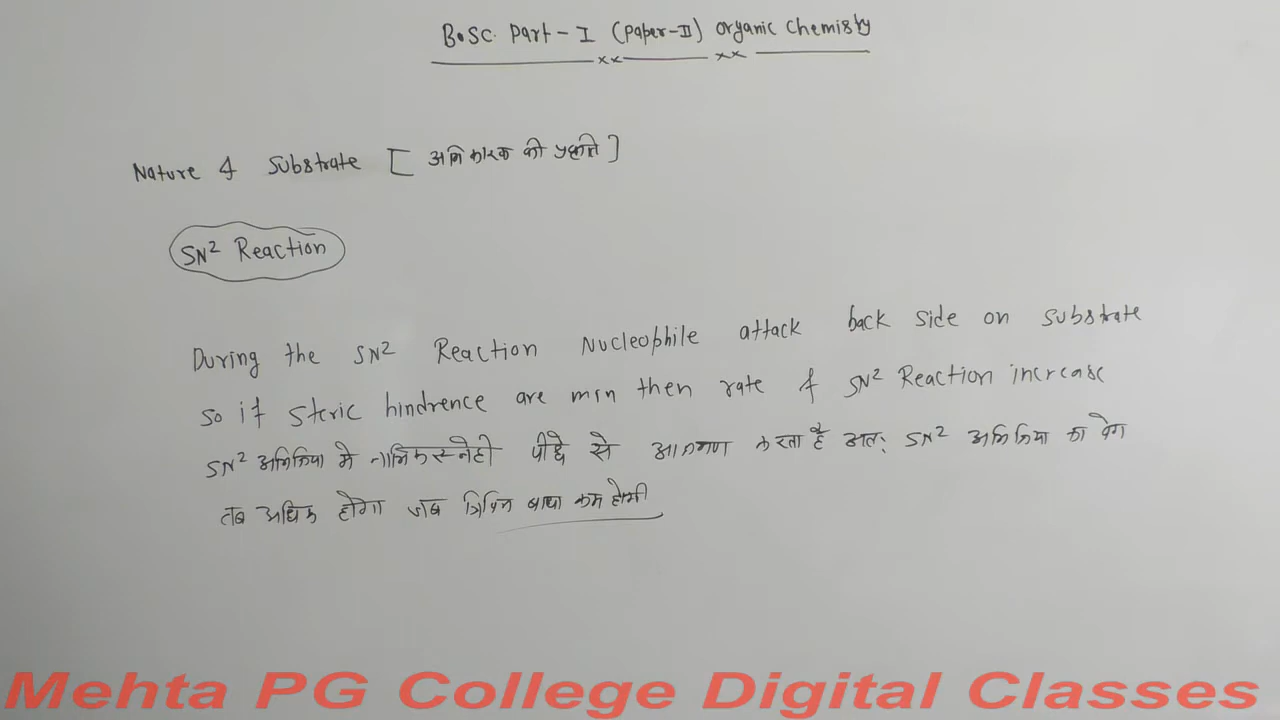 B.SC. Part-I (Paper-II) organic chemisty
Nature of substrate [अभिकारक की प्रकृति]
SN² Reaction
During the SN² Reaction Nucleophile attack back side on substrate
so if steric hindrence are min then rate of SN² Reaction increase
SN² अभिक्रिया मे नाभिकस्नेही पीछे से आक्रमण करता है अतः SN² अभिक्रिया का वेग
तब अधिक होगा जब त्रिविम बाधा कम होगी
Mehta PG College Digital Classes